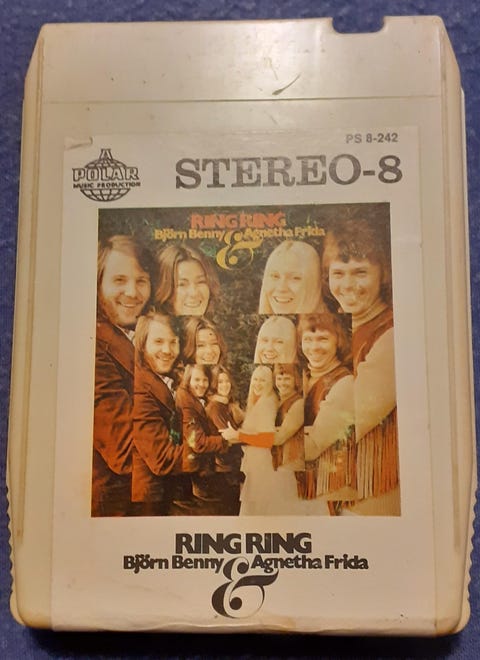 PS 8-242
POLAR
MUSIC PRODUCTION
STEREO-8
RING RING
Björn Benny & Agnetha Frida
RING RING
Björn Benny & Agnetha Frida